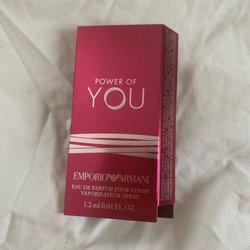 POWER OF
YOU
EMPORIO ARMANI
EAU DE PARFUM POUR FEMME
VAPORISATEUR SPRAY
1.2 ml 0.04 FL. OZ.